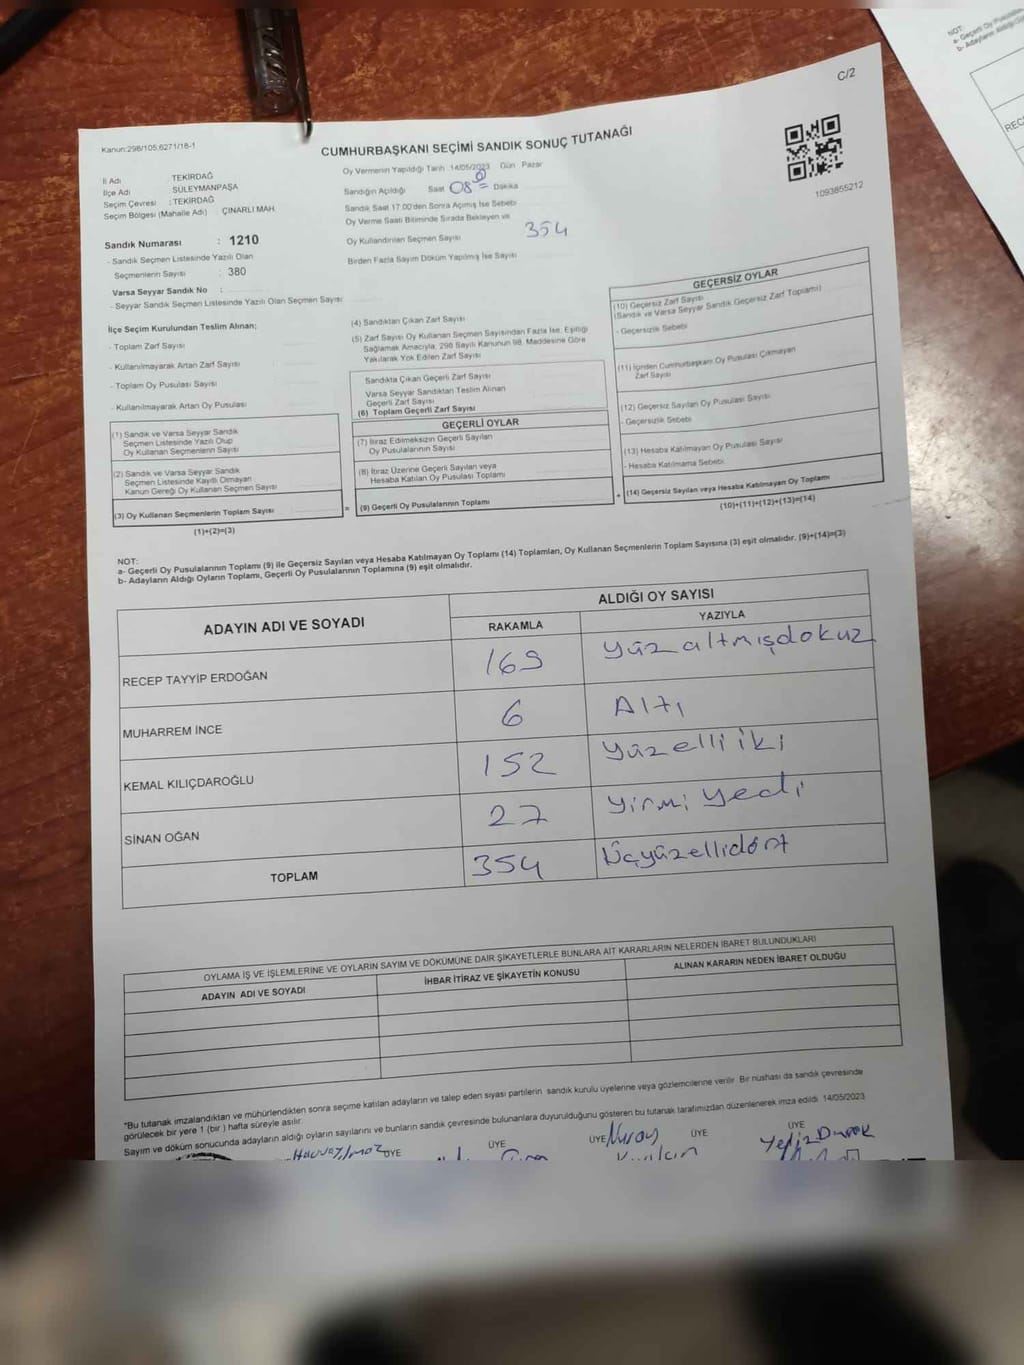 C/2
Kanun:298/105;6271/18-1
CUMHURBAŞKANI SEÇİMİ SANDIK SONUÇ TUTANAĞI
1093855212
İl Adı TEKİRDAĞ
İlçe Adı SÜLEYMANPAŞA
Seçim Çevresi : TEKİRDAĞ
Seçim Bölgesi (Mahalle Adı) : ÇINARLI MAH.
Sandık Numarası : 1210
- Sandık Seçmen Listesinde Yazılı Olan
Seçmenlerin Sayısı : 380
Varsa Seyyar Sandık No :
- Seyyar Sandık Seçmen Listesinde Yazılı Olan Seçmen Sayısı
Oy Vermenin Yapıldığı Tarih 14/05/2023 Gün Pazar
Sandığın Açıldığı Saat 08 Dakika
Sandık Saat 17:00'den Sonra Açımış İse Sebebi
Oy Verme Saati Bitiminde Sırada Bekleyen ve
Oy Kullandırılan Seçmen Sayısı 354
Birden Fazla Sayım Döküm Yapılmış İse Sayısı
İlçe Seçim Kurulundan Teslim Alınan;
- Toplam Zarf Sayısı
- Kullanılmayarak Artan Zarf Sayısı
- Toplam Oy Pusulası Sayısı
- Kullanılmayarak Artan Oy Pusulası
(1) Sandık ve Varsa Seyyar Sandık
Seçmen Listesinde Yazılı Olup
Oy Kullanan Seçmenlerin Sayısı
(2) Sandık ve Varsa Seyyar Sandık
Seçmen Listesinde Kayıtlı Olmayan
Kanun Gereği Oy Kullanan Seçmen Sayısı
(3) Oy Kullanan Seçmenlerin Toplam Sayısı
(1)+(2)=(3)
(4) Sandıktan Çıkan Zarf Sayısı
(5) Zarf Sayısı Oy Kullanan Seçmen Sayısından Fazla İse, Eşitliği
Sağlamak Amacıyla, 298 Sayılı Kanunun 98. Maddesine Göre
Yakılarak Yok Edilen Zarf Sayısı
Sandıkta Çıkan Geçerli Zarf Sayısı
Varsa Seyyar Sandıktan Teslim Alınan
Geçerli Zarf Sayısı
(6) Toplam Geçerli Zarf Sayısı
= GEÇERLİ OYLAR
(7) İtiraz Edilmeksizin Geçerli Sayılan
Oy Pusulalarının Sayısı
(8) İtiraz Üzerine Geçerli Sayılan veya
Hesaba Katılan Oy Pusulası Toplamı
(9) Geçerli Oy Pusulalarının Toplamı
+
GEÇERSİZ OYLAR
(10) Geçersiz Zarf Sayısı
(Sandık ve Varsa Seyyar Sandık Geçersiz Zarf Toplamı)
- Geçersizlik Sebebi
(11) İçinden Cumhurbaşkanı Oy Pusulası Çıkmayan
Zarf Sayısı
(12) Geçersiz Sayılan Oy Pusulası Sayısı
- Geçersizlik Sebebi
(13) Hesaba Katılmayan Oy Pusulası Sayısı
- Hesaba Katılmama Sebebi
(14) Geçersiz Sayılan veya Hesaba Katılmayan Oy Toplamı
(10)+(11)+(12)+(13)=(14)
NOT:
a- Geçerli Oy Pusulalarının Toplamı (9) ile Geçersiz Sayılan veya Hesaba Katılmayan Oy Toplamı (14) Toplamları, Oy Kullanan Seçmenlerin Toplam Sayısına (3) eşit olmalıdır. (9)+(14)=(3)
b- Adayların Aldığı Oyların Toplamı, Geçerli Oy Pusulalarının Toplamına (9) eşit olmalıdır.
ADAYIN ADI VE SOYADI
ALDIĞI OY SAYISI
RAKAMLA YAZIYLA
RECEP TAYYİP ERDOĞAN 169 Yüzaltmışdokuz
MUHARREM İNCE 6 Altı
KEMAL KILIÇDAROĞLU 152 yüzelliiki
SİNAN OĞAN 27 yirmi yedi
TOPLAM 354 Üçyüzellidört
OYLAMA İŞ VE İŞLEMLERİNE VE OYLARIN SAYIM VE DÖKÜMÜNE DAİR ŞİKAYETLERLE BUNLARA AİT KARARLARIN NELERDEN İBARET BULUNDUKLARI
ADAYIN ADI VE SOYADI İHBAR İTİRAZ VE ŞİKAYETİN KONUSU ALINAN KARARIN NEDEN İBARET OLDUĞU
*Bu tutanak imzalandıktan ve mühürlendikten sonra seçime katılan adayların ve talep eden siyasi partilerin sandık kurulu üyelerine veya gözlemcilerine verilir. Bir nüshası da sandık çevresinde
görülecek bir yere 1 (bir ) hafta süreyle asılır.
Sayım ve döküm sonucunda adayların aldığı oyların sayılarını ve bunların sandık çevresinde bulunanlara duyurulduğunu gösteren bu tutanak tarafımızdan düzenlenerek imza edildi. 14/05/2023
ÜYE ÜYE ÜYE ÜYE ÜYE
Nuray